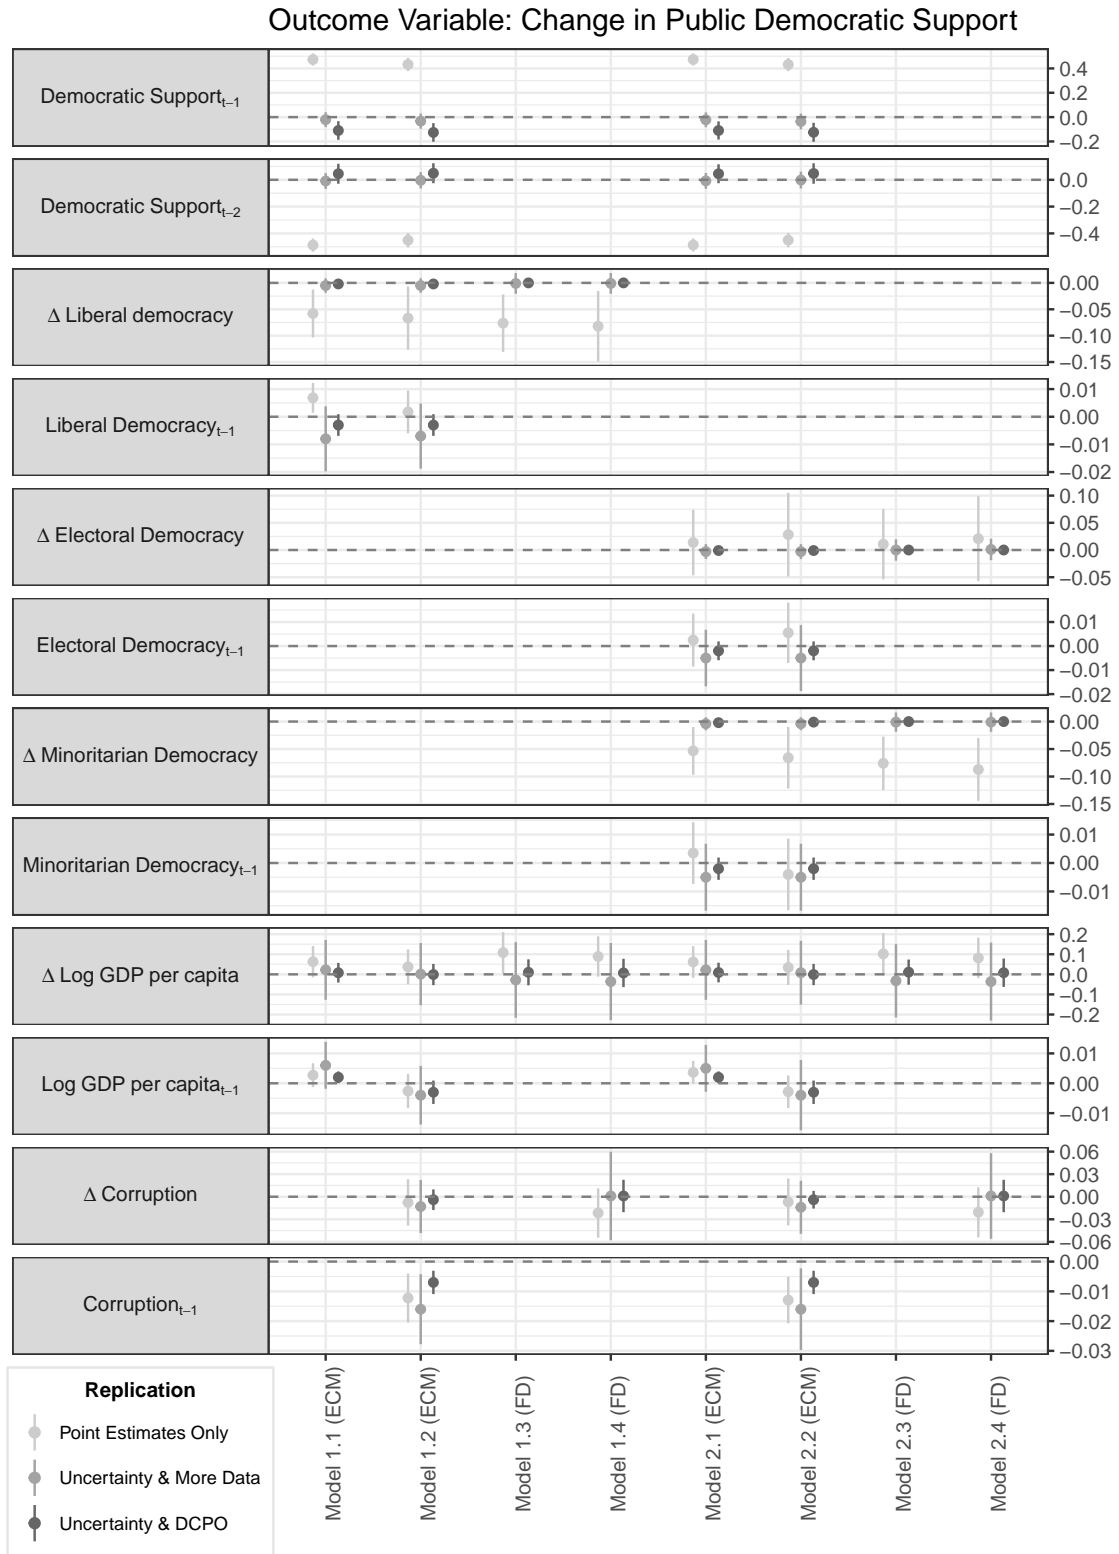 Outcome Variable: Change in Public Democratic Support
Democratic Support t−1
0.4
0.2
0.0
−0.2
Democratic Support t−2
0.0
−0.2
−0.4
Δ Liberal democracy
0.00
−0.05
−0.10
−0.15
Liberal Democracy t−1
0.01
0.00
−0.01
−0.02
Δ Electoral Democracy
0.10
0.05
0.00
−0.05
Electoral Democracy t−1
0.01
0.00
−0.01
−0.02
Δ Minoritarian Democracy
0.00
−0.05
−0.10
−0.15
Minoritarian Democracy t−1
0.01
0.00
−0.01
Δ Log GDP per capita
0.2
0.1
0.0
−0.1
−0.2
Log GDP per capita t−1
0.01
0.00
−0.01
Δ Corruption
0.06
0.03
0.00
−0.03
−0.06
Corruption t−1
0.00
−0.01
−0.02
−0.03
Model 1.1 (ECM)
Model 1.2 (ECM)
Model 1.3 (FD)
Model 1.4 (FD)
Model 2.1 (ECM)
Model 2.2 (ECM)
Model 2.3 (FD)
Model 2.4 (FD)
Replication
Point Estimates Only
Uncertainty & More Data
Uncertainty & DCPO